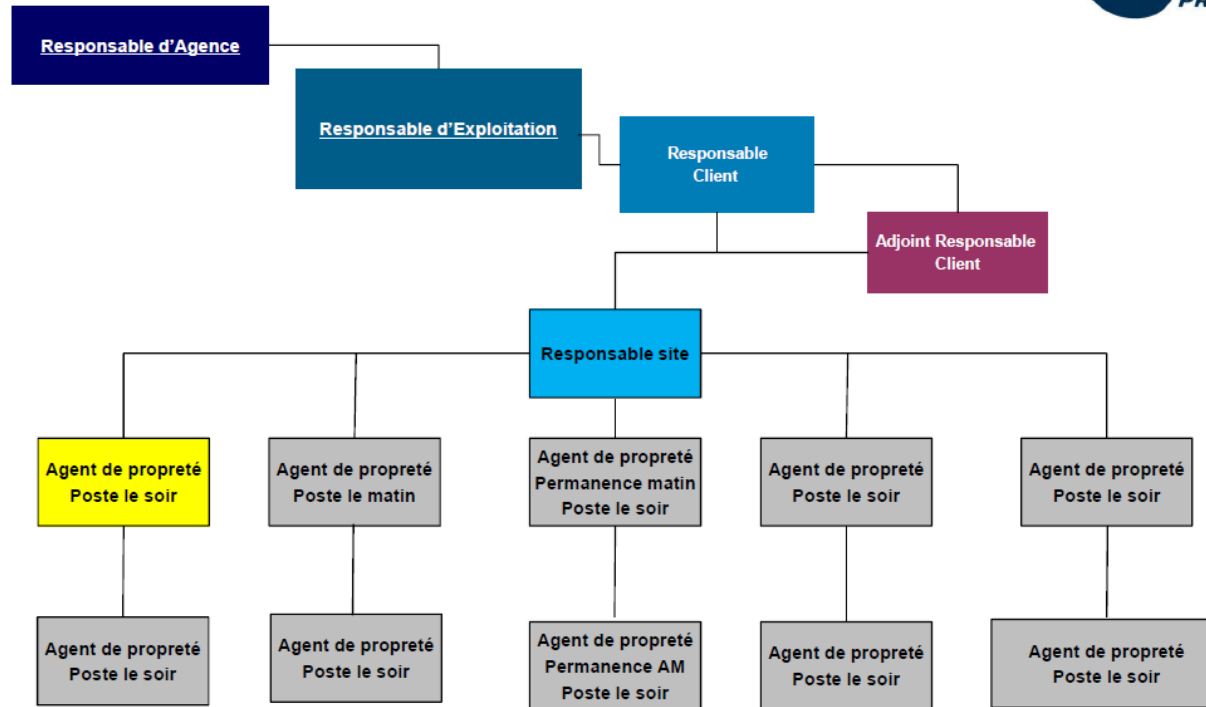 Responsable d'Agence
Responsable d'Exploitation
Responsable
Client
Adjoint Responsable
Client
Responsable site
Agent de propreté
Poste le soir
Agent de propreté
Poste le matin
Agent de propreté
Permanence matin
Poste le soir
Agent de propreté
Poste le soir
Agent de propreté
Poste le soir
Agent de propreté
Poste le soir
Agent de propreté
Poste le soir
Agent de propreté
Permanence AM
Poste le soir
Agent de propreté
Poste le soir
Agent de propreté
Poste le soir